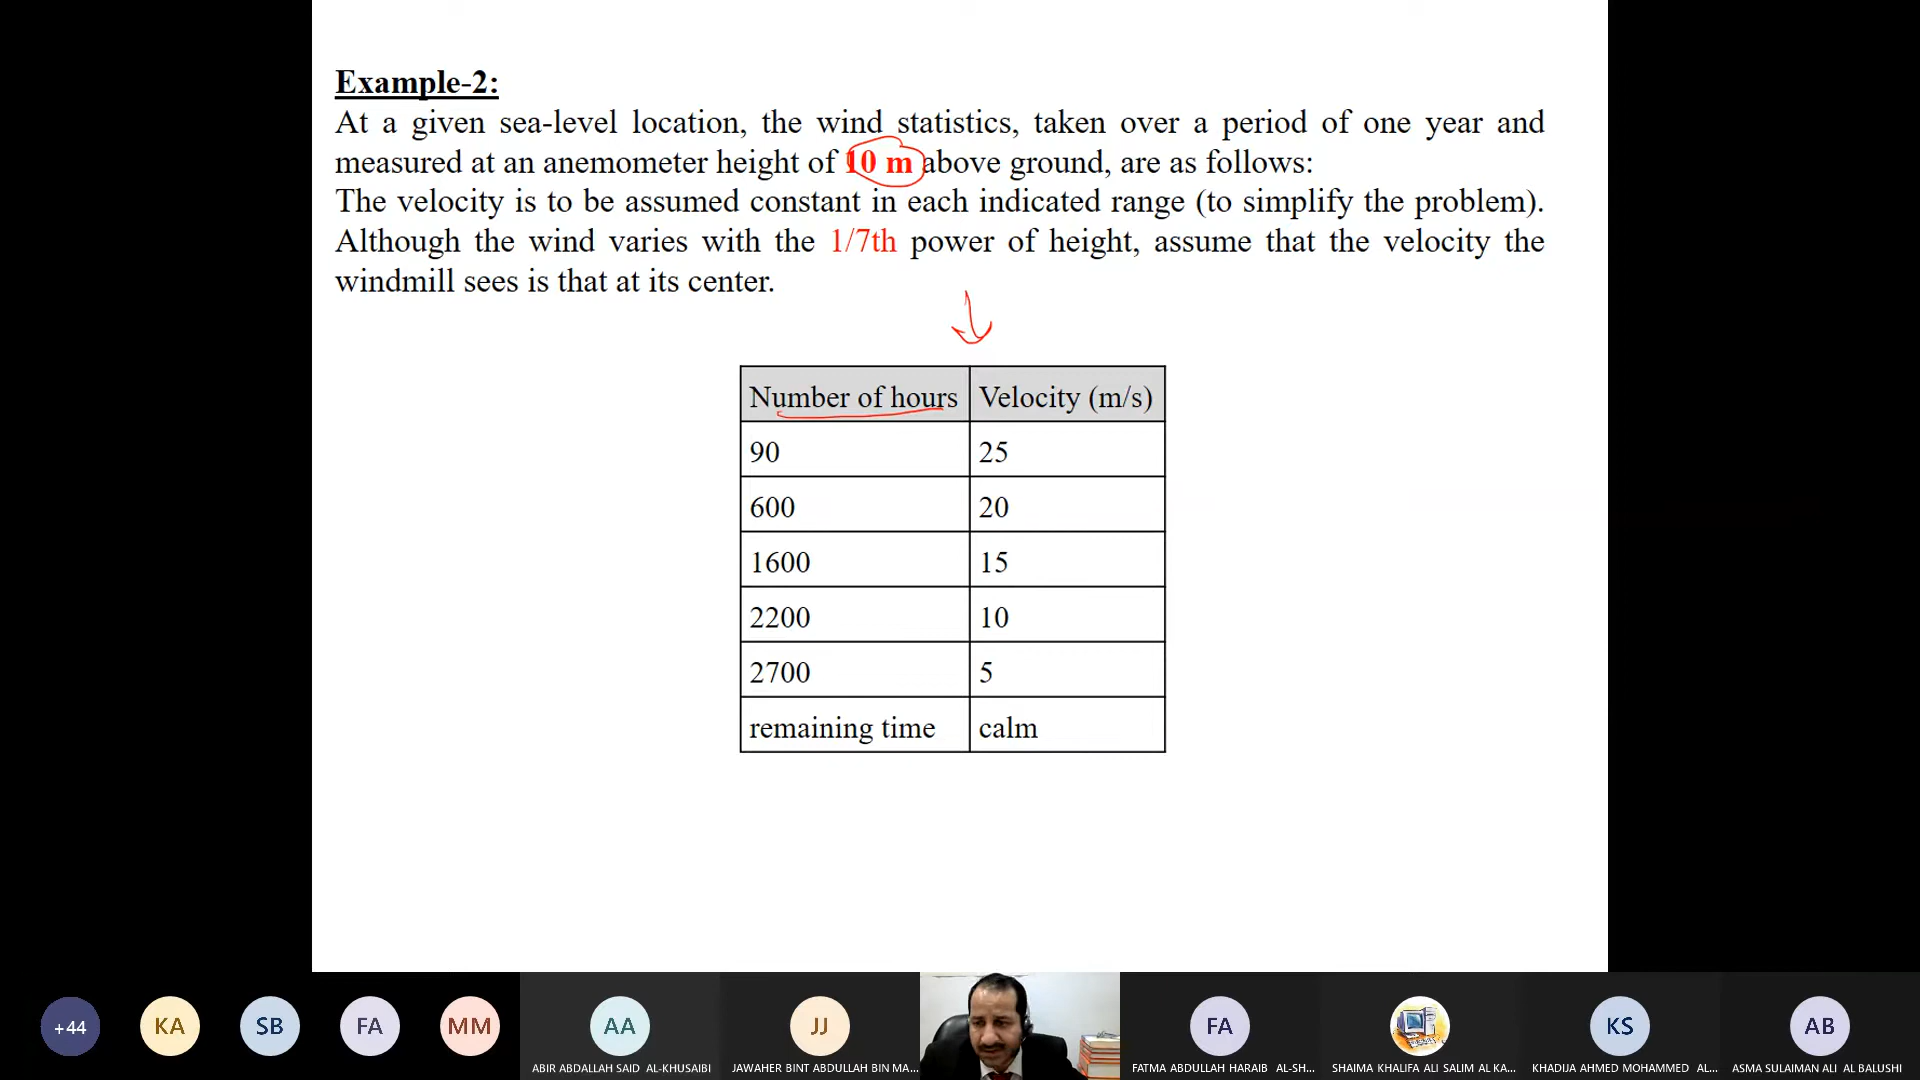 Example-2:
At a given sea-level location, the wind statistics, taken over a period of one year and
measured at an anemometer height of 10 m above ground, are as follows:
The velocity is to be assumed constant in each indicated range (to simplify the problem).
Although the wind varies with the 1/7th power of height, assume that the velocity the
windmill sees is that at its center.
Number of hours Velocity (m/s)
90 25
600 20
1600 15
2200 10
2700 5
remaining time calm
+44 KA SB FA MM AA JJ FA KS AB
ABIR ABDALLAH SAID AL-KHUSAIBI JAWAHER BINT ABDULLAH BIN MA... FATMA ABDULLAH HARAIB AL-SH... SHAIMA KHALIFA ALI SALIM AL KA... KHADIJA AHMED MOHAMMED AL... ASMA SULAIMAN ALI AL BALUSHI